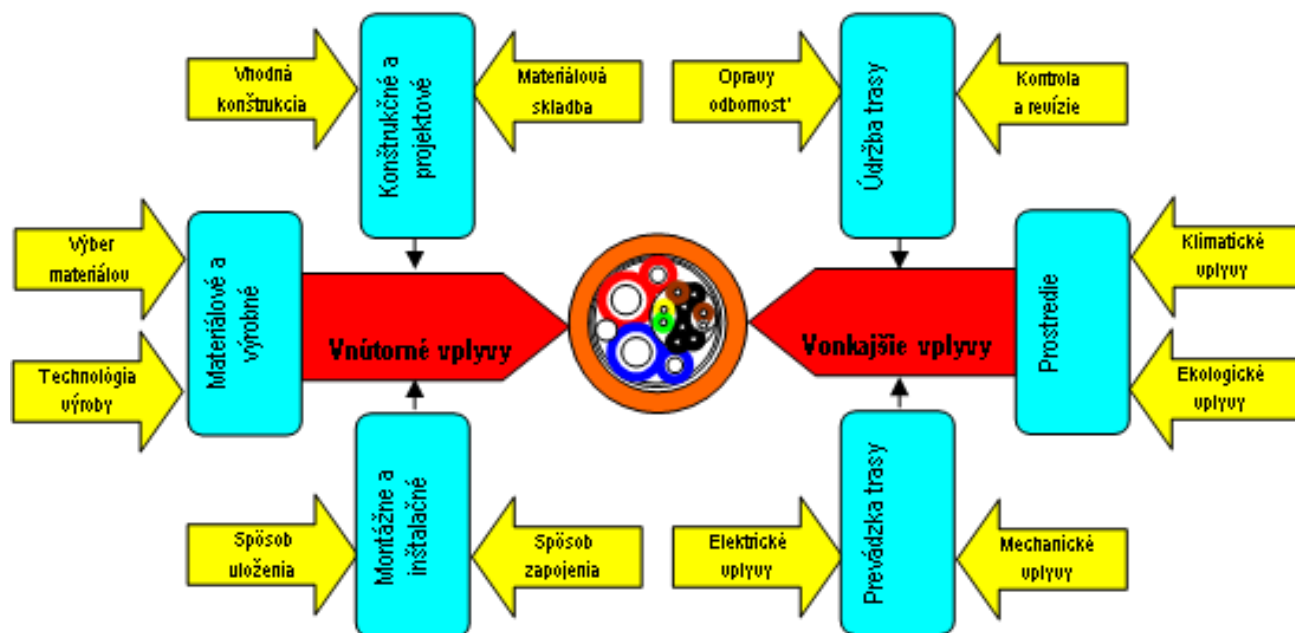 Vhodná
konštrukcia
Konštrukčné a
projektové
Materiálová
skladba
Opravy
odbornosť
Údržba trasy
Kontrola
a revízie
Výber
materiálov
Technológia
výroby
Materiálové a
výrobné
Vnútorné vplyvy
Vonkajšie vplyvy
Prostredie
Klimatické
vplyvy
Ekologické
vplyvy
Spôsob
uloženia
Montážne a
inštalačné
Spôsob
zapojenia
Elektrické
vplyvy
Prevádzka trasy
Mechanické
vplyvy